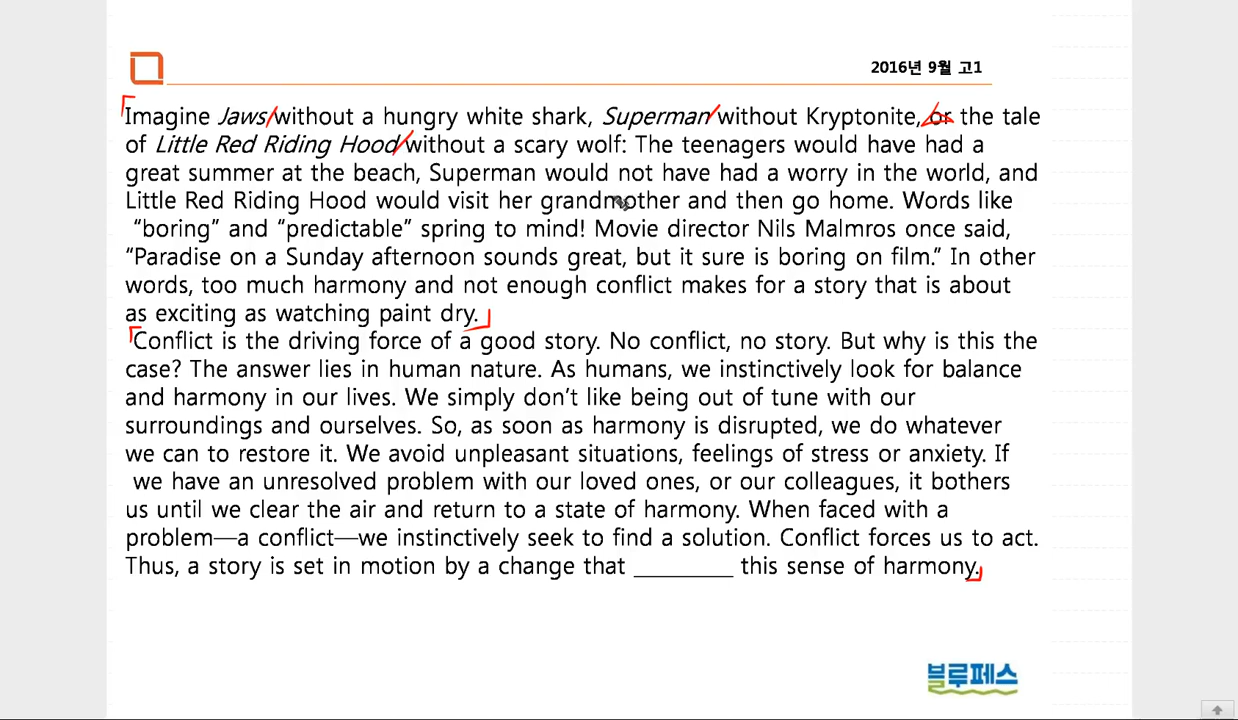 2016년 9월 고1
Imagine Jaws without a hungry white shark, Superman without Kryptonite, or the tale
of Little Red Riding Hood without a scary wolf: The teenagers would have had a
great summer at the beach, Superman would not have had a worry in the world, and
Little Red Riding Hood would visit her grandmother and then go home. Words like
“boring” and “predictable” spring to mind! Movie director Nils Malmros once said,
“Paradise on a Sunday afternoon sounds great, but it sure is boring on film.” In other
words, too much harmony and not enough conflict makes for a story that is about
as exciting as watching paint dry.
Conflict is the driving force of a good story. No conflict, no story. But why is this the
case? The answer lies in human nature. As humans, we instinctively look for balance
and harmony in our lives. We simply don’t like being out of tune with our
surroundings and ourselves. So, as soon as harmony is disrupted, we do whatever
we can to restore it. We avoid unpleasant situations, feelings of stress or anxiety. If
we have an unresolved problem with our loved ones, or our colleagues, it bothers
us until we clear the air and return to a state of harmony. When faced with a
problem—a conflict—we instinctively seek to find a solution. Conflict forces us to act.
Thus, a story is set in motion by a change that _________ this sense of harmony.
블루페스